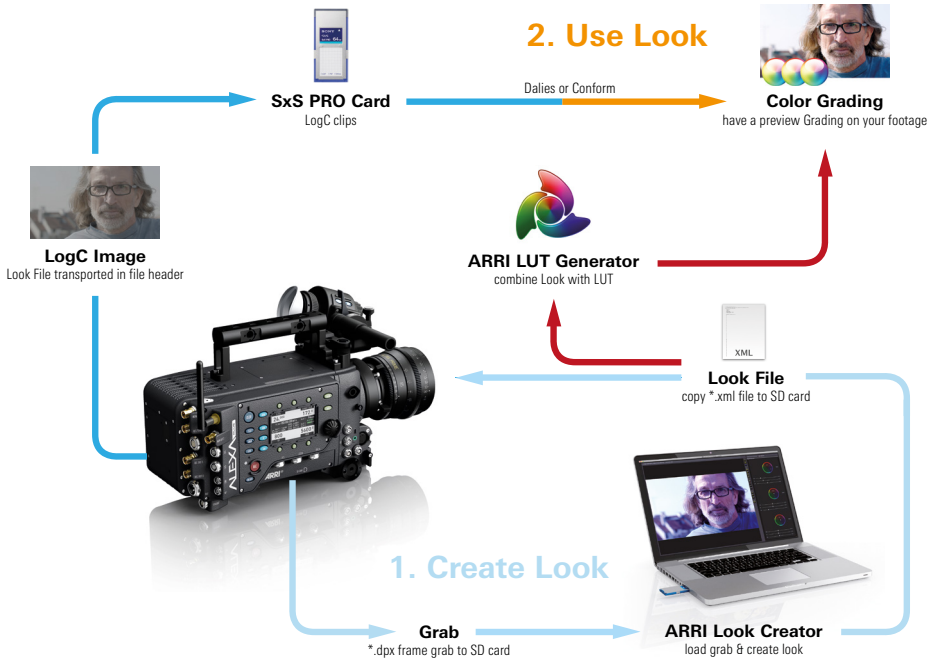 2. Use Look
SONY
SxS PRO Card
LogC clips
Dalies or Conform
Color Grading
have a preview Grading on your footage
LogC Image
Look File transported in file header
ARRI LUT Generator
combine Look with LUT
XML
Look File
copy *.xml file to SD card
ALEXA
ARRI
1. Create Look
Grab
*.dpx frame grab to SD card
ARRI Look Creator
load grab & create look